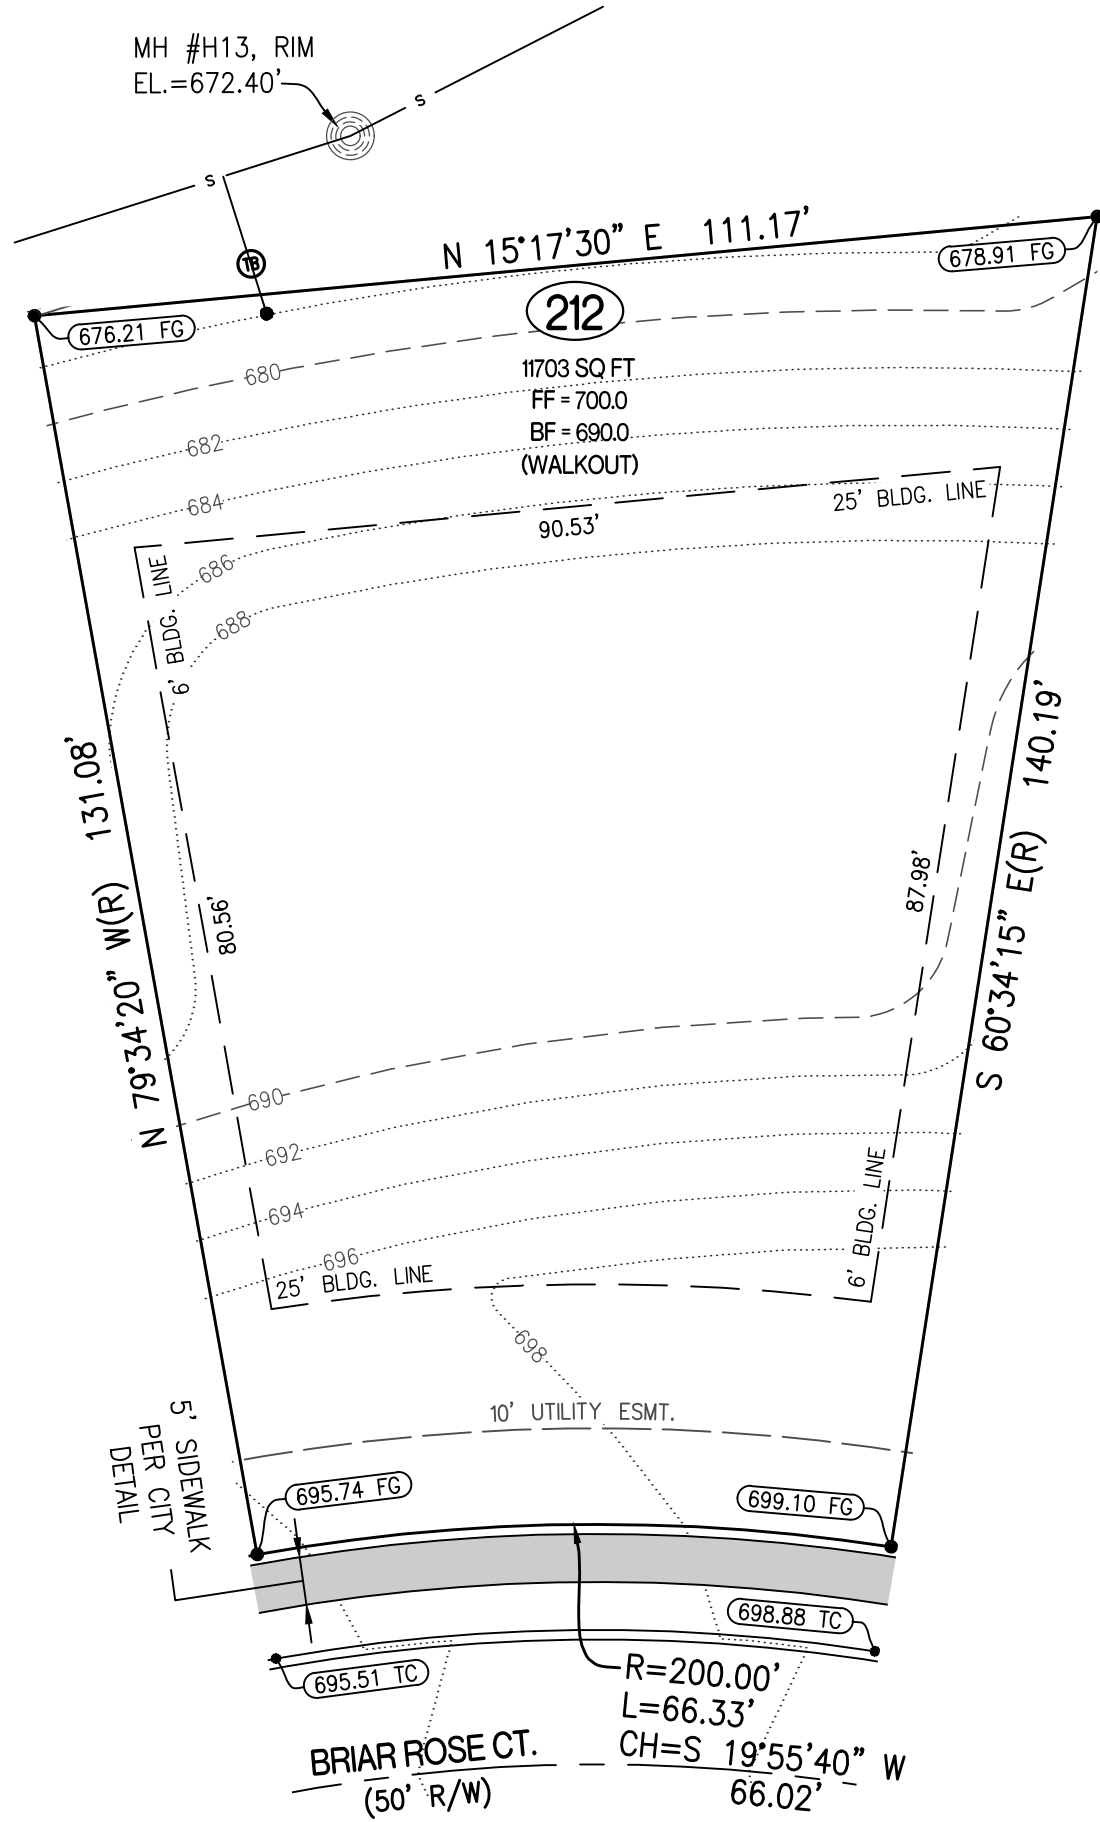 MH #H13, RIM
EL.=672.40'
S
S
TB
N 15°17'30" E 111.17'
678.91 FG
676.21 FG
212
11703 SQ FT
FF = 700.0
BF = 690.0
(WALKOUT)
680
682
684
686
688
25' BLDG. LINE
90.53'
6' BLDG. LINE
N 79°34'20" W(R) 131.08'
80.56'
87.98'
S 60°34'15" E(R) 140.19'
690
692
694
696
6' BLDG. LINE
25' BLDG. LINE
698
10' UTILITY ESMT.
5' SIDEWALK
PER CITY
DETAIL
695.74 FG
699.10 FG
698.88 TC
695.51 TC
R=200.00'
L=66.33'
CH=S 19°55'40" W
66.02'
BRIAR ROSE CT.
(50' R/W)